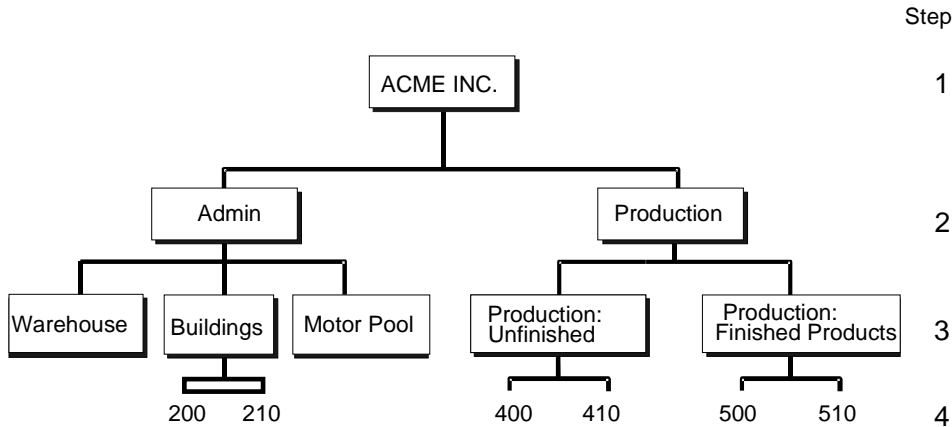 Step
ACME INC.
1
Admin
Production
2
Warehouse
Buildings
Motor Pool
Production:
Unfinished
Production:
Finished Products
3
200
210
400
410
500
510
4